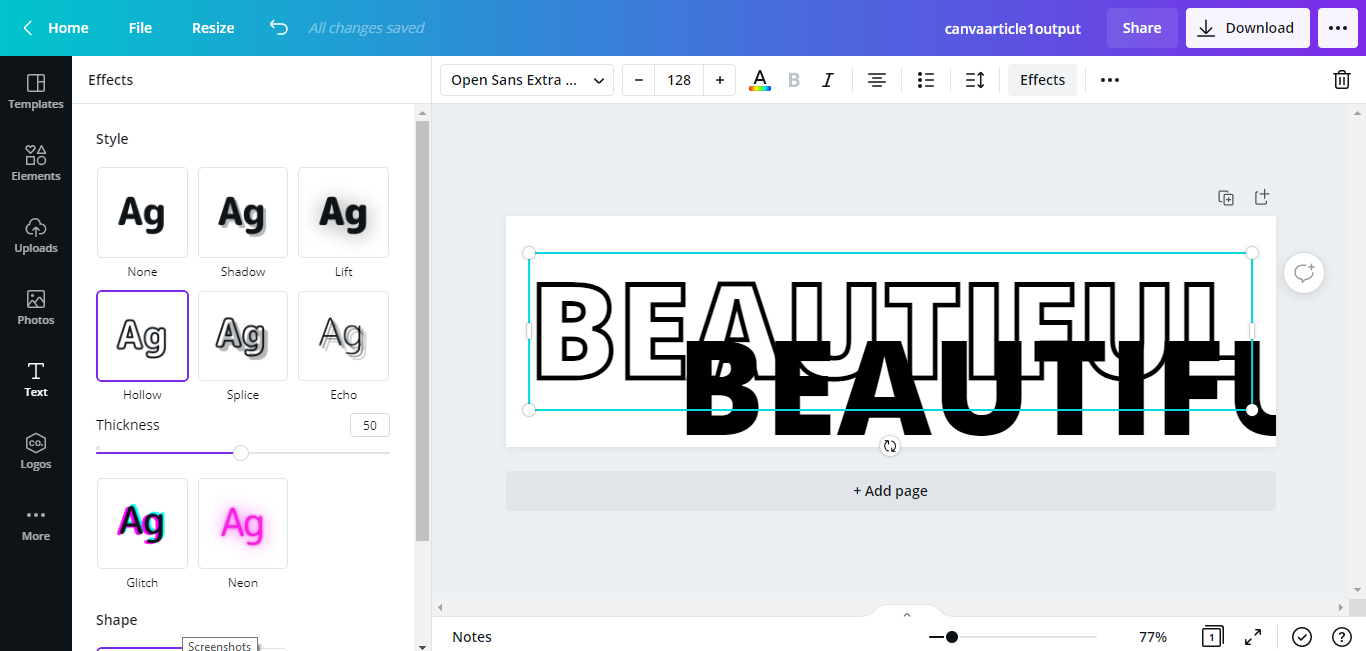 Home File Resize All changes saved canvaarticle1output Share Download
Templates
Elements
Uploads
Photos
Text
CO.
Logos
More
Effects
Style
Ag Ag Ag
None Shadow Lift
Ag Ag Ag
Hollow Splice Echo
Thickness 50
Ag Ag
Glitch Neon
Shape
Screenshots
Open Sans Extra ... 128 A B I Effects
BEAUTIFUL
BEAUTIFU
+ Add page
Notes 77% 1 ?